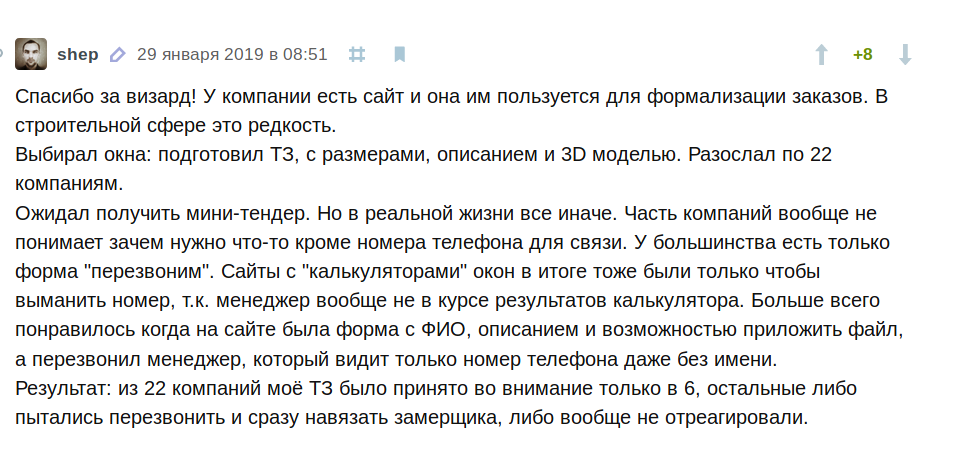 shep 29 января 2019 в 08:51 +8
Спасибо за визард! У компании есть сайт и она им пользуется для формализации заказов. В
строительной сфере это редкость.
Выбирал окна: подготовил ТЗ, с размерами, описанием и 3D моделью. Разослал по 22
компаниям.
Ожидал получить мини-тендер. Но в реальной жизни все иначе. Часть компаний вообще не
понимает зачем нужно что-то кроме номера телефона для связи. У большинства есть только
форма "перезвоним". Сайты с "калькуляторами" окон в итоге тоже были только чтобы
выманить номер, т.к. менеджер вообще не в курсе результатов калькулятора. Больше всего
понравилось когда на сайте была форма с ФИО, описанием и возможностью приложить файл,
а перезвонил менеджер, который видит только номер телефона даже без имени.
Результат: из 22 компаний моё ТЗ было принято во внимание только в 6, остальные либо
пытались перезвонить и сразу навязать замерщика, либо вообще не отреагировали.